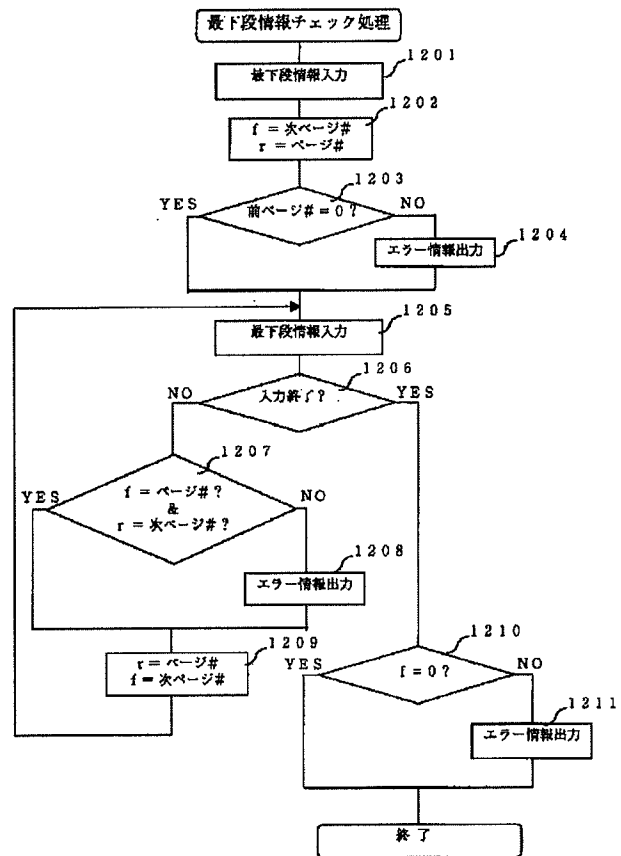 最下段情報チェック処理
1201
最下段情報入力
1202
f = 次ページ#
r = ページ#
1203
YES
前ページ# = 0?
NO
1204
エラー情報出力
1205
最下段情報入力
1206
NO
入力終了?
YES
1207
YES
f = ページ#?
&
r = 次ページ#?
NO
1208
エラー情報出力
1209
r = ページ#
f = 次ページ#
1210
YES
f = 0?
NO
1211
エラー情報出力
終了